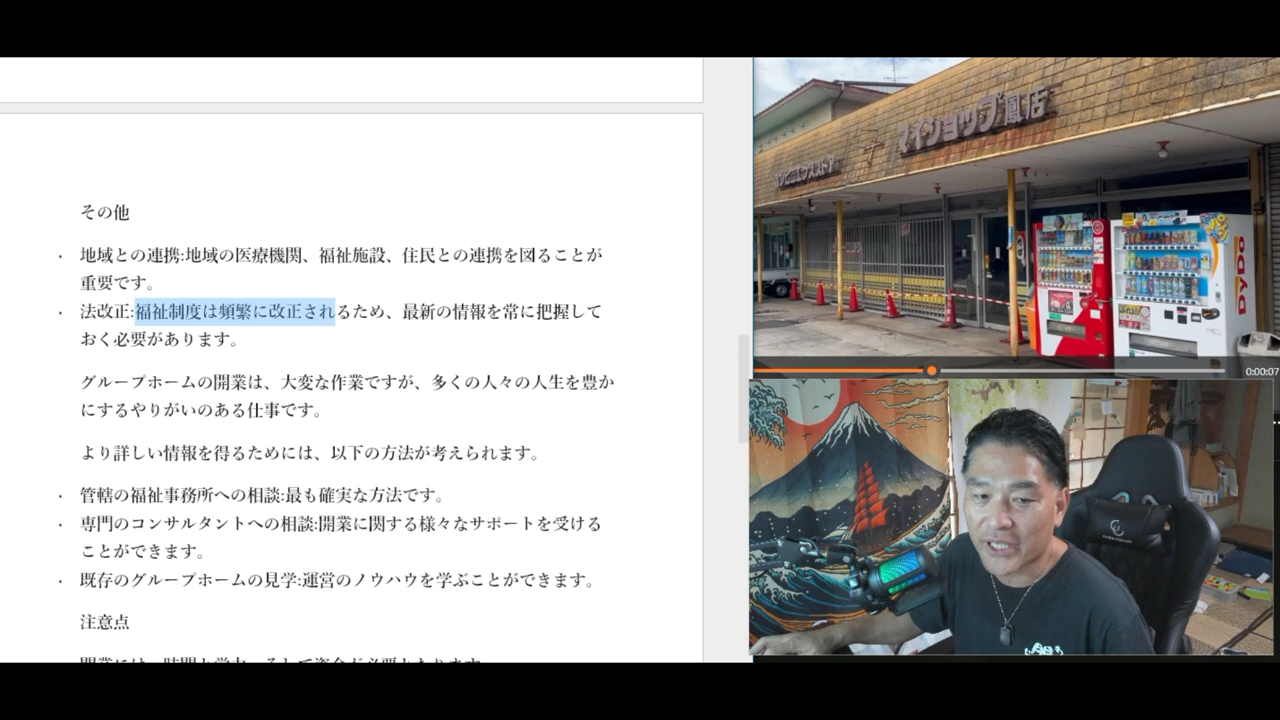 その他
・ 地域との連携:地域の医療機関、福祉施設、住民との連携を図ることが
重要です。
・ 法改正:福祉制度は頻繁に改正されるため、最新の情報を常に把握して
おく必要があります。
グループホームの開業は、大変な作業ですが、多くの人々の人生を豊か
にするやりがいのある仕事です。
より詳しい情報を得るためには、以下の方法が考えられます。
・ 管轄の福祉事務所への相談:最も確実な方法です。
・ 専門のコンサルタントへの相談:開業に関する様々なサポートを受ける
ことができます。
・ 既存のグループホームの見学:運営のノウハウを学ぶことができます。
注意点
マイショップ鳳店
DyDo
0:00:07